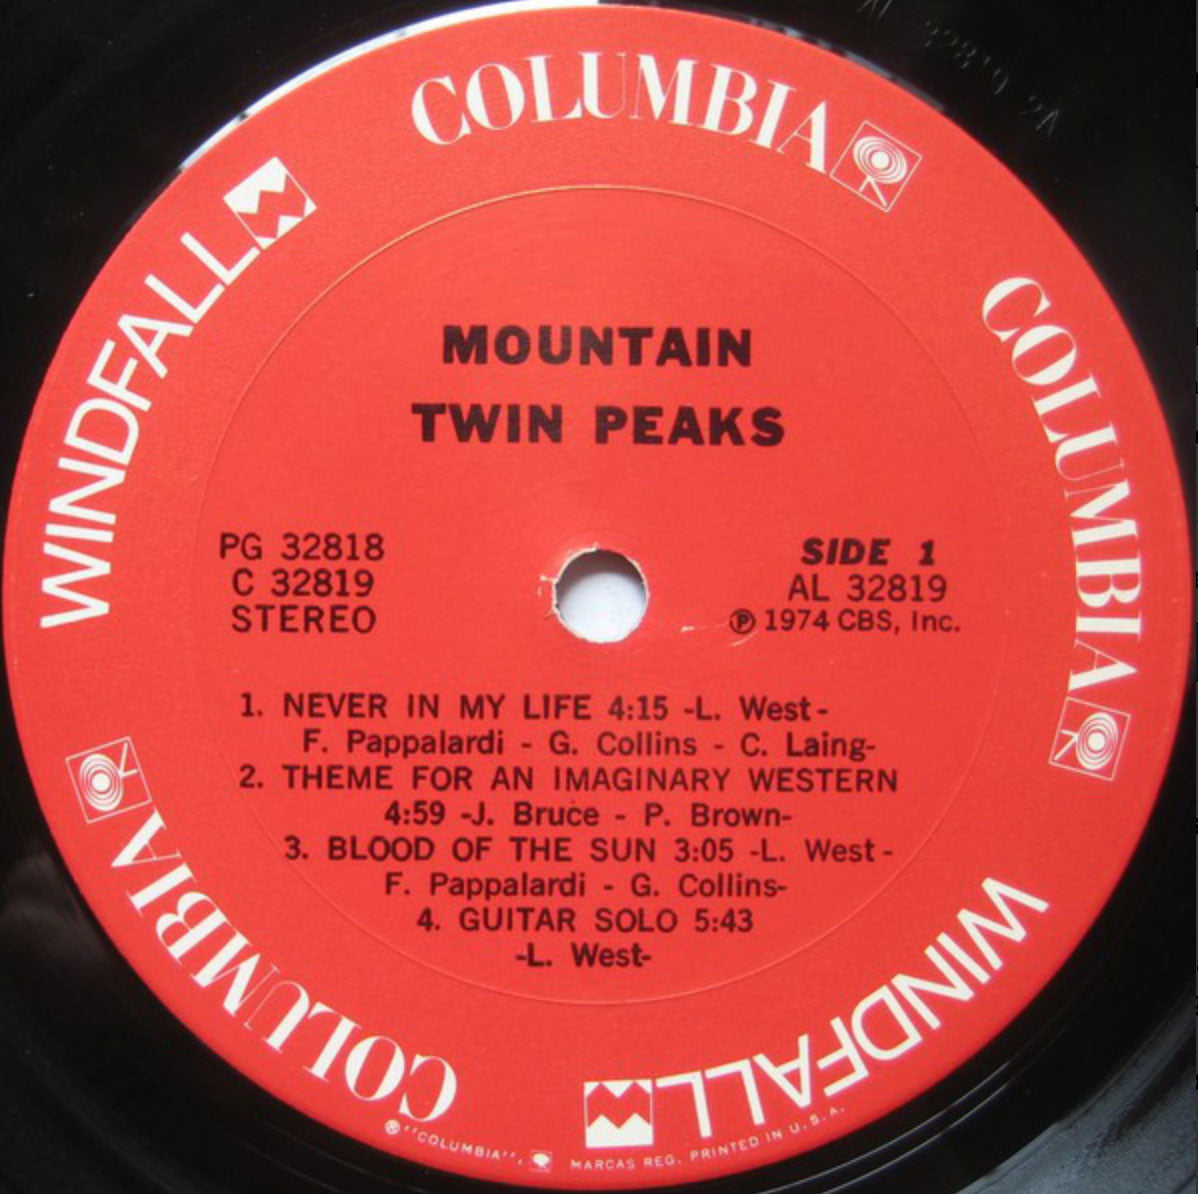 COLUMBIA
WINDFALL
COLUMBIA
MOUNTAIN
TWIN PEAKS
PG 32818
C 32819
STEREO
SIDE 1
AL 32819
Ⓟ 1974 CBS, Inc.
1. NEVER IN MY LIFE 4:15 -L. West-
F. Pappalardi - G. Collins - C. Laing-
2. THEME FOR AN IMAGINARY WESTERN
4:59 -J. Bruce - P. Brown-
3. BLOOD OF THE SUN 3:05 -L. West-
F. Pappalardi - G. Collins-
4. GUITAR SOLO 5:43
-L. West-
COLUMBIA
WINDFALL
® "COLUMBIA", MARCAS REG. PRINTED IN U.S.A.